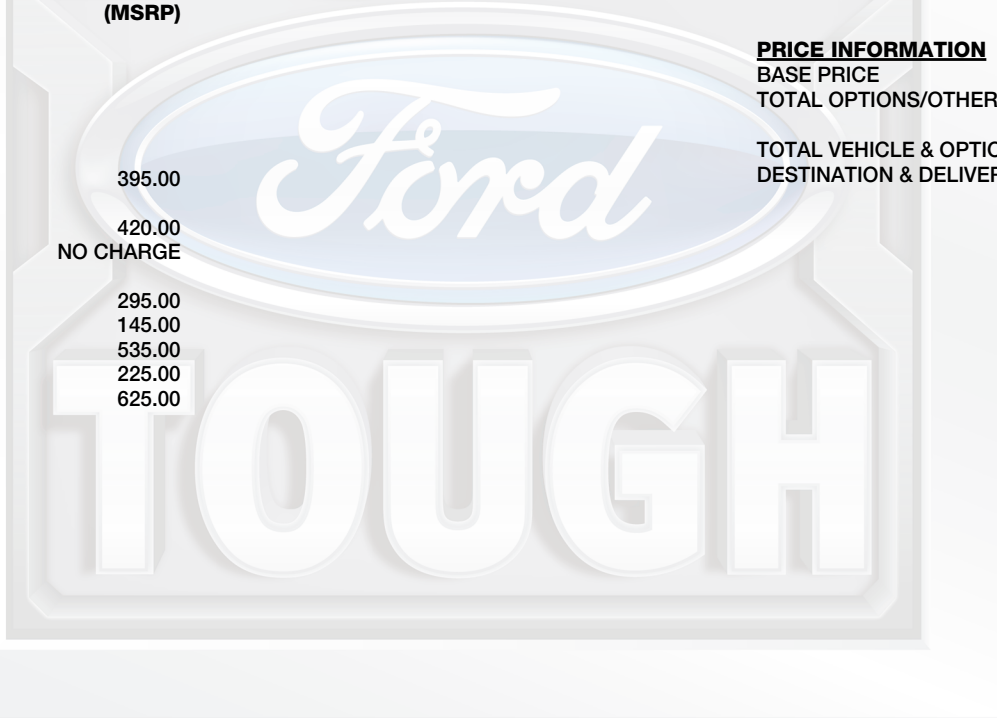 (MSRP)
395.00
420.00
NO CHARGE
295.00
145.00
535.00
225.00
625.00
PRICE INFORMATION
BASE PRICE
TOTAL OPTIONS/OTHER
TOTAL VEHICLE & OPTIO
DESTINATION & DELIVER
Ford
TOUGH